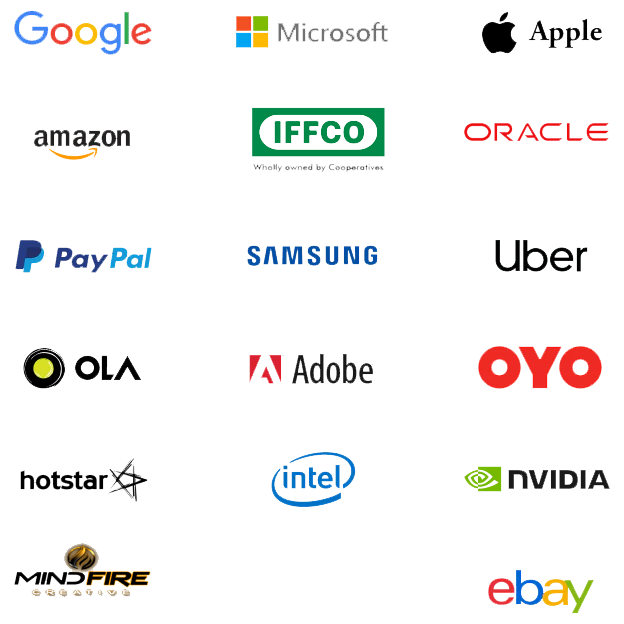 Google
Microsoft
Apple
amazon
IFFCO
Wholly owned by Cooperatives
ORACLE
PayPal
SAMSUNG
Uber
OLA
Adobe
OYO
hotstar
intel
NVIDIA
MINDFIRE
CREATIVE
ebay